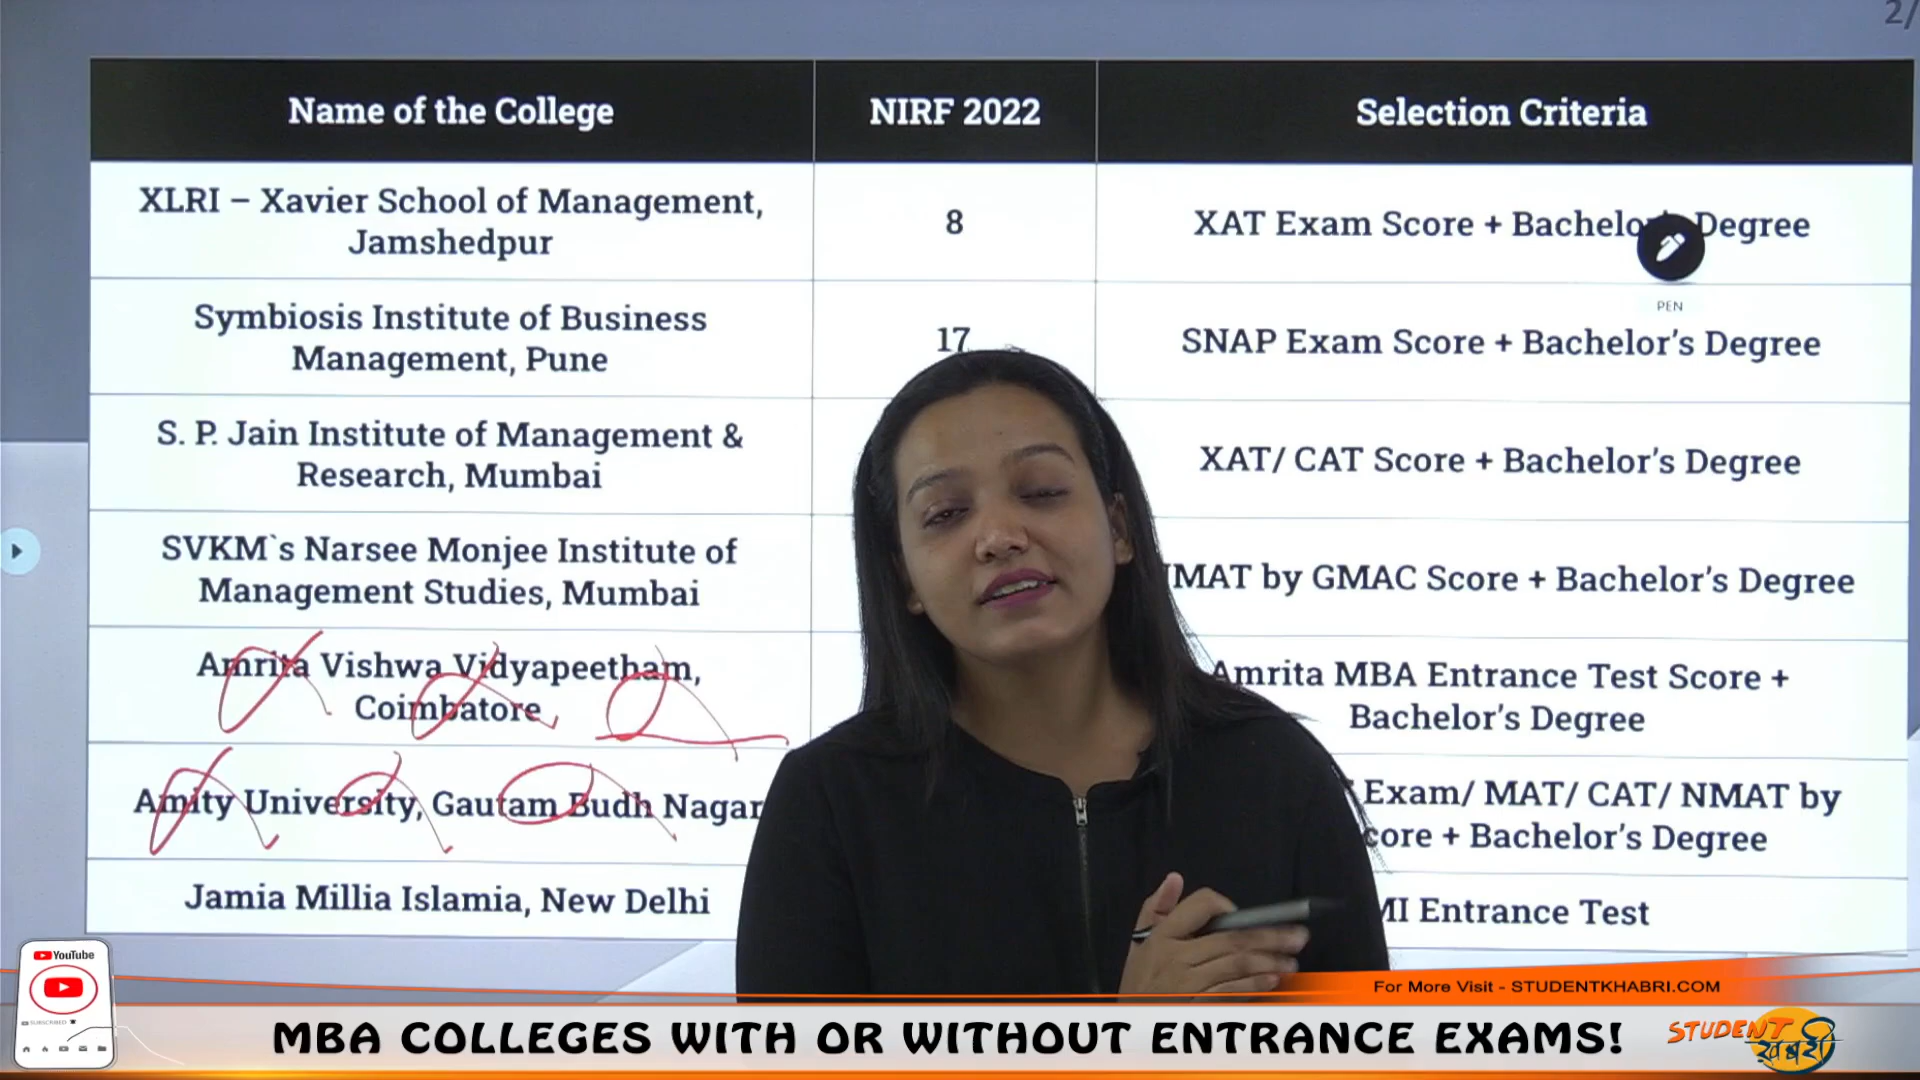 2/
Name of the College
NIRF 2022
Selection Criteria
XLRI – Xavier School of Management,
Jamshedpur
8
XAT Exam Score + Bachelor's Degree
PEN
Symbiosis Institute of Business
Management, Pune
17
SNAP Exam Score + Bachelor's Degree
S. P. Jain Institute of Management &
Research, Mumbai
XAT/ CAT Score + Bachelor's Degree
SVKM`s Narsee Monjee Institute of
Management Studies, Mumbai
MAT by GMAC Score + Bachelor's Degree
Amrita Vishwa Vidyapeetham,
Coimbatore
Amrita MBA Entrance Test Score +
Bachelor's Degree
Amity University, Gautam Budh Nagar
Exam/ MAT/ CAT/ NMAT by
core + Bachelor's Degree
Jamia Millia Islamia, New Delhi
MI Entrance Test
YouTube
SUBSCRIBED
For More Visit - STUDENTKHABRI.COM
MBA COLLEGES WITH OR WITHOUT ENTRANCE EXAMS!
STUDENT
ख़बरी